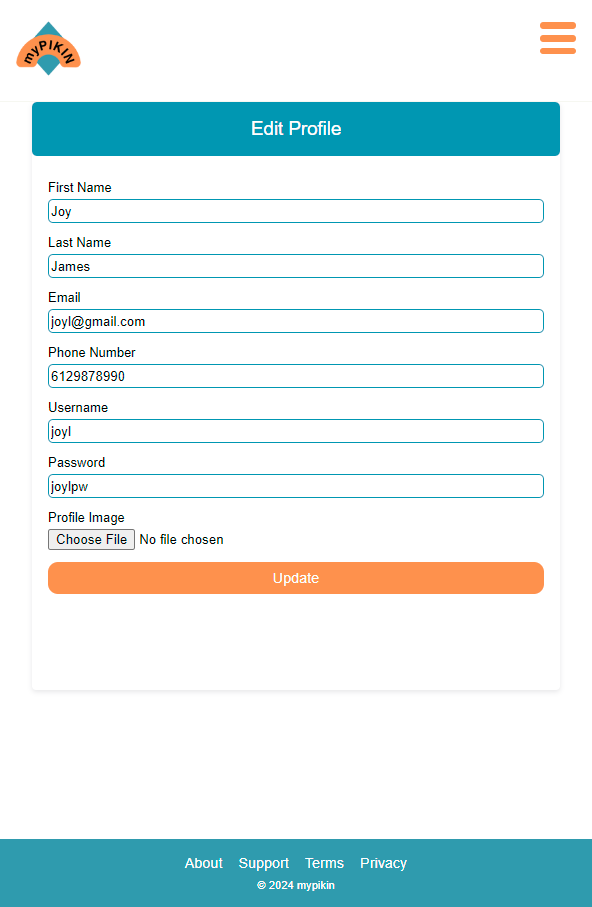 myPIKIN
Edit Profile
First Name
Joy
Last Name
James
Email
joyl@gmail.com
Phone Number
6129878990
Username
joyl
Password
joylpw
Profile Image
Choose File No file chosen
Update
About Support Terms Privacy
© 2024 mypikin